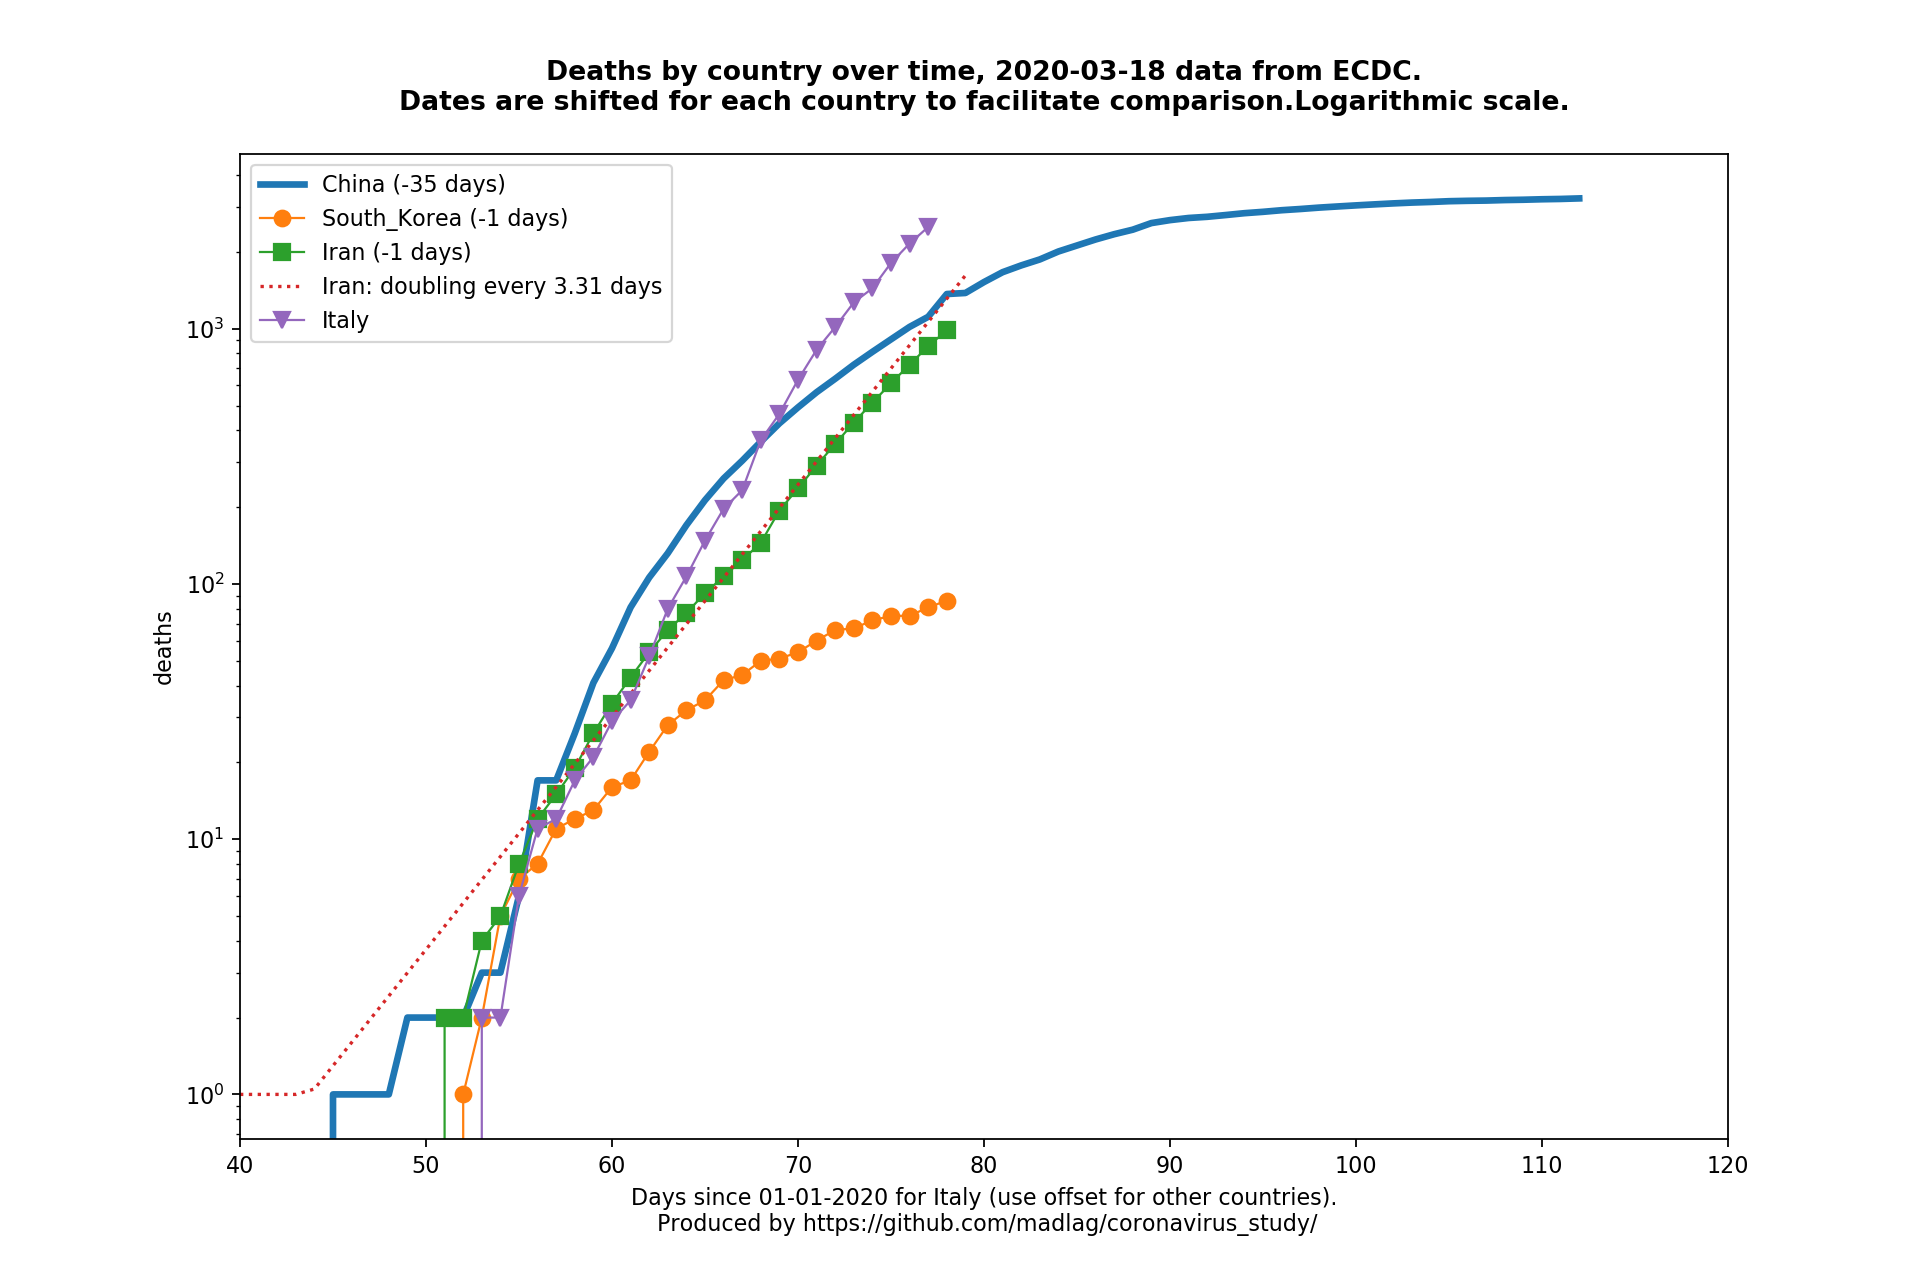 Deaths by country over time, 2020-03-18 data from ECDC.
Dates are shifted for each country to facilitate comparison.Logarithmic scale.
China (-35 days)
South_Korea (-1 days)
Iran (-1 days)
Iran: doubling every 3.31 days
Italy
deaths
10³
10²
10¹
10⁰
40 50 60 70 80 90 100 110 120
Days since 01-01-2020 for Italy (use offset for other countries).
Produced by https://github.com/madlag/coronavirus_study/